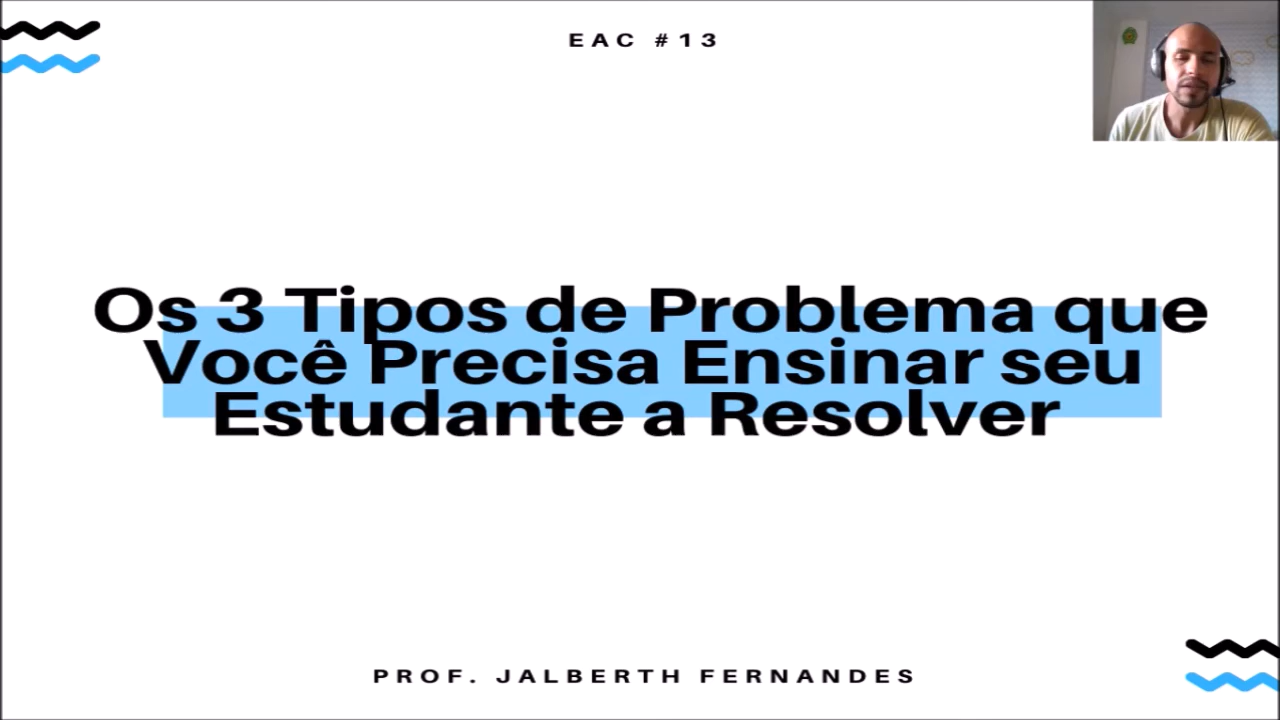 EAC #13
Os 3 Tipos de Problema que
Você Precisa Ensinar seu
Estudante a Resolver
PROF. JALBERTH FERNANDES